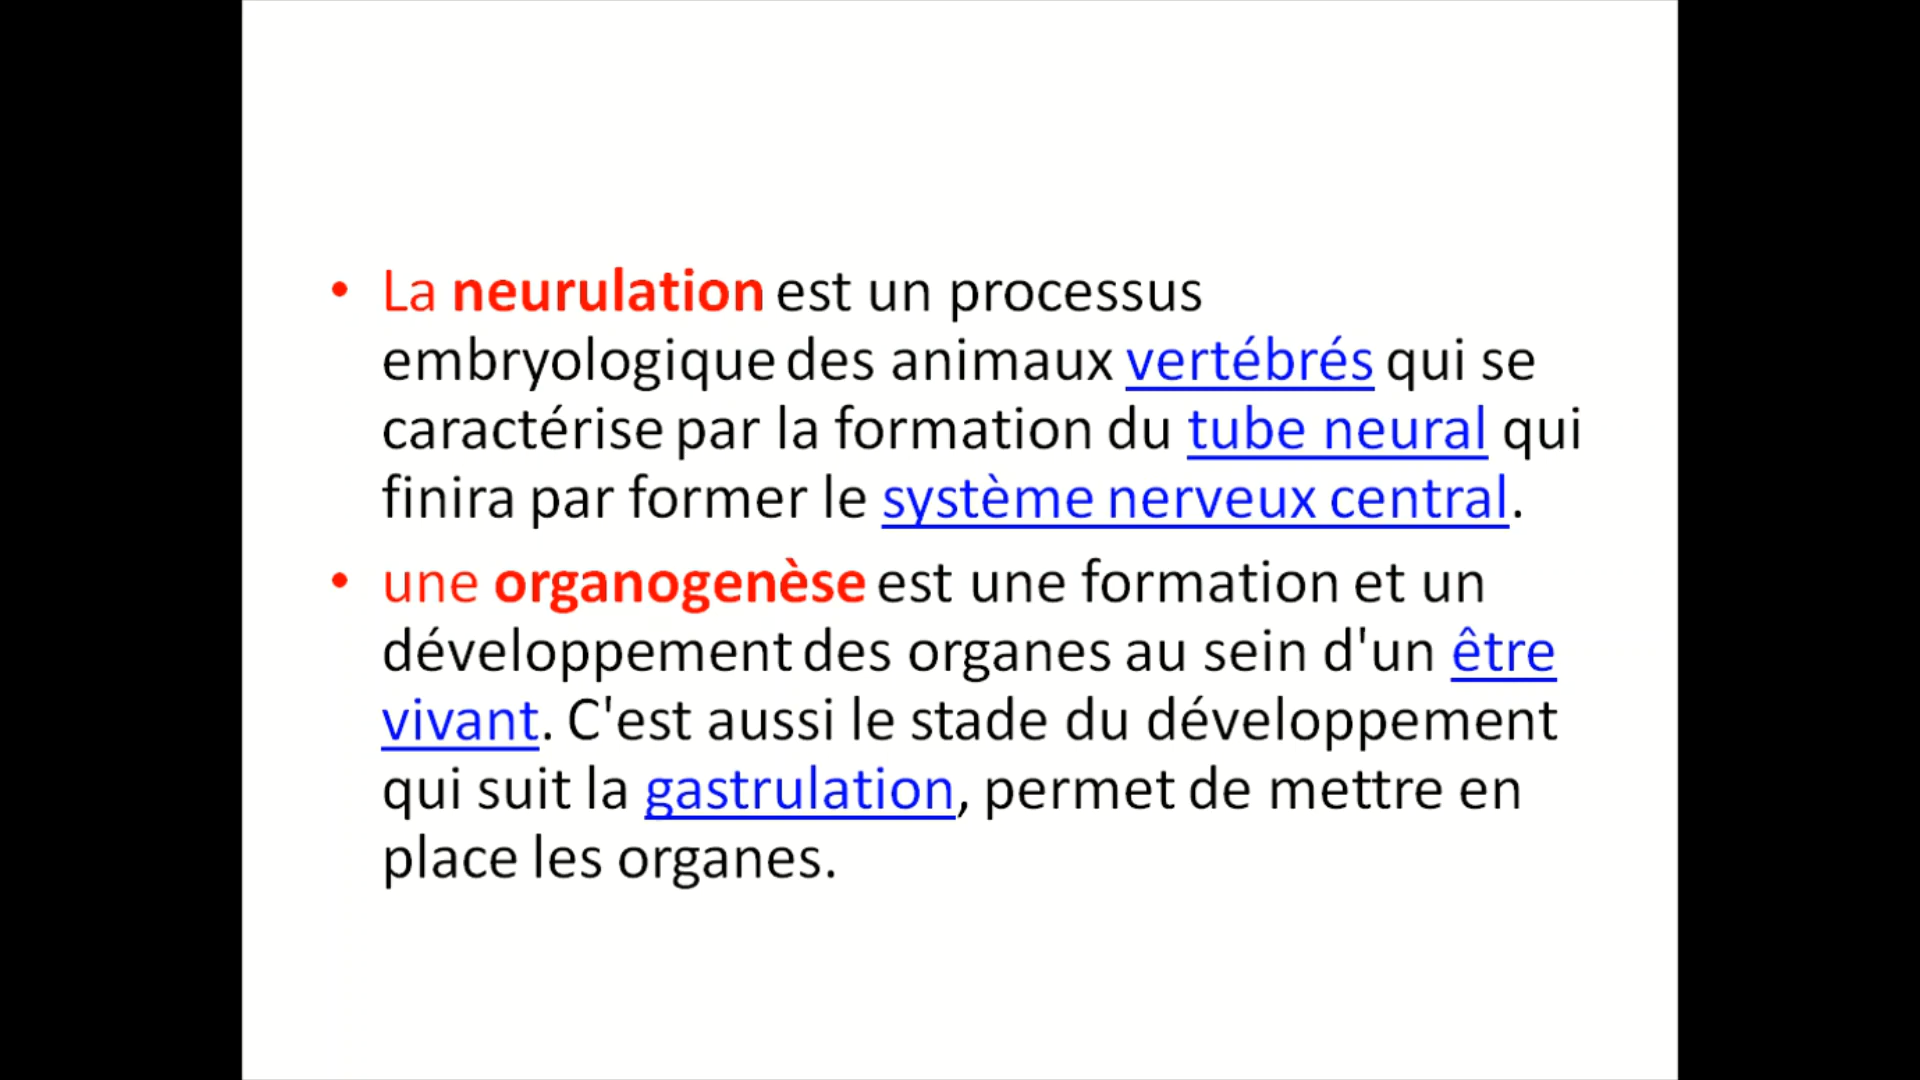 • La neurulation est un processus
embryologique des animaux vertébrés qui se
caractérise par la formation du tube neural qui
finira par former le système nerveux central.
• une organogenèse est une formation et un
développement des organes au sein d'un être
vivant. C'est aussi le stade du développement
qui suit la gastrulation, permet de mettre en
place les organes.